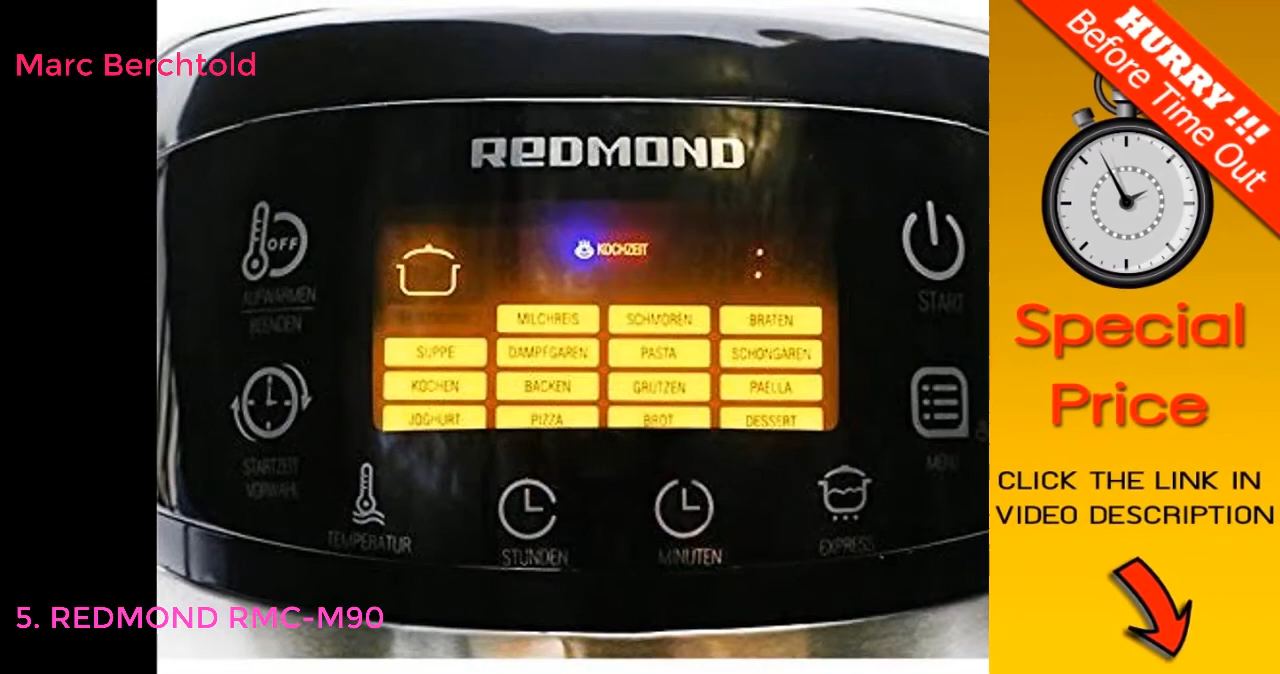 Marc Berchtold
HURRY !!!
Before Time Out
REDMOND
OFF
KOCHZEIT
:
AUFWÄRMEN
BEENDEN
START
MILCHREIS SCHMOREN BRATEN
SUPPE DAMPFGAREN PASTA SCHONGAREN
KOCHEN BACKEN GRÜTZEN PAELLA
JOGHURT PIZZA BROT DESSERT
STARTZEIT
VORWAHL
MENÜ
TEMPERATUR
STUNDEN
MINUTEN
EXPRESS
Special
Price
CLICK THE LINK IN
VIDEO DESCRIPTION
5. REDMOND RMC-M90